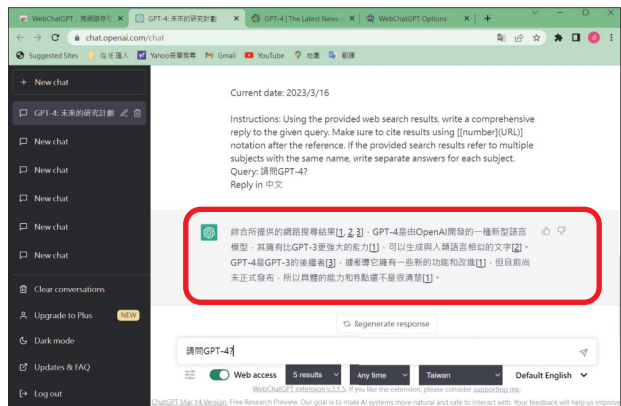 WebChatGPT：有網頁存取
GPT-4: 未來的研究計劃
GPT-4 | The Latest News
WebChatGPT Options
chat.openai.com/chat
Suggested Sites
從 IE 匯入
Yahoo奇摩搜尋
Gmail
YouTube
地圖
翻譯
+ New chat
GPT-4: 未來的研究計劃
New chat
New chat
New chat
New chat
New chat
Clear conversations
Upgrade to Plus NEW
Dark mode
Updates & FAQ
Log out
Current date: 2023/3/16
Instructions: Using the provided web search results, write a comprehensive
reply to the given query. Make sure to cite results using [[number](URL)]
notation after the reference. If the provided search results refer to multiple
subjects with the same name, write separate answers for each subject.
Query: 請問GPT-4?
Reply in 中文
綜合所提供的網路搜尋結果[1, 2, 3]，GPT-4是由OpenAI開發的一種新型語言
模型，其擁有比GPT-3更強大的能力[1]，可以生成與人類語言相似的文字[2]。
GPT-4是GPT-3的後繼者[3]，據報導它擁有一些新的功能和改進[1]，但目前尚
未正式發布，所以具體的能力和特點還不是很清楚[1]。
Regenerate response
請問GPT-4?
Web access
5 results
Any time
Taiwan
Default English
WebChatGPT extension v.3.1.5. If you like the extension, please consider supporting me.
ChatGPT Mar 14 Version. Free Research Preview. Our goal is to make AI systems more natural and safe to interact with. Your feedback will help us improve